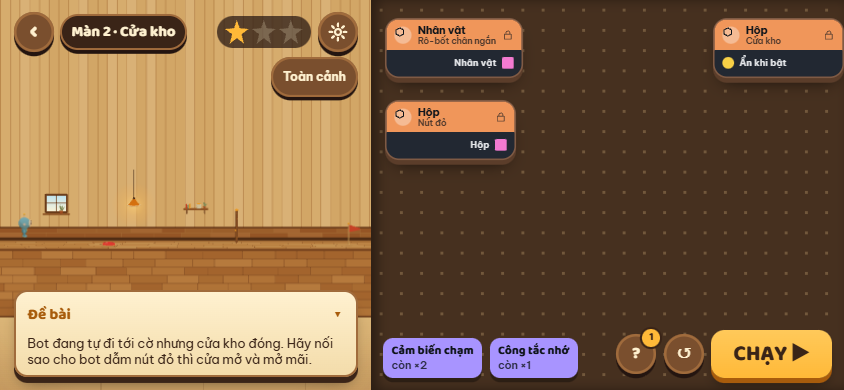 Màn 2 · Cửa kho
Toàn cảnh
Đề bài
Bot đang tự đi tới cờ nhưng cửa kho đóng. Hãy nối
sao cho bot dẫm nút đỏ thì cửa mở và mở mãi.
Nhân vật
Rô-bốt chân ngắn
Nhân vật
Hộp
Cửa kho
Ẩn khi bật
Hộp
Nút đỏ
Hộp
Cảm biến chạm
còn ×2
Công tắc nhớ
còn ×1
?
1
CHẠY